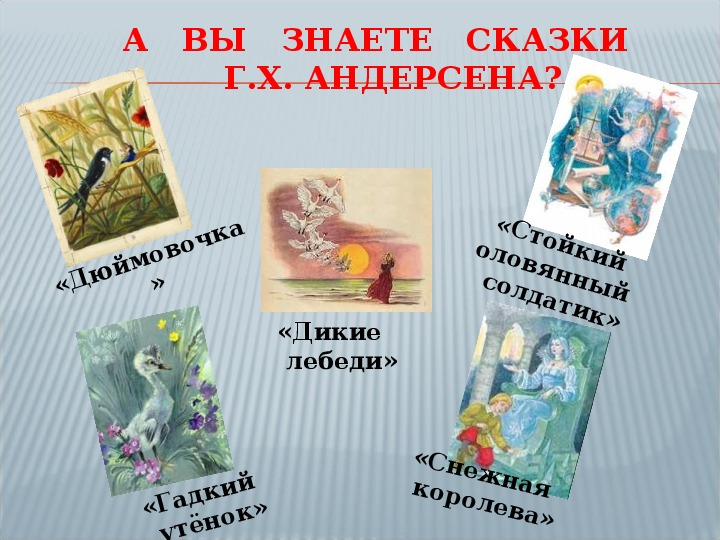 А ВЫ ЗНАЕТЕ СКАЗКИ
Г.Х. АНДЕРСЕНА?
«Дюймовочка
»
«Стойкий
оловянный
солдатик»
«Дикие
лебеди»
«Гадкий
утёнок»
«Снежная
королева»